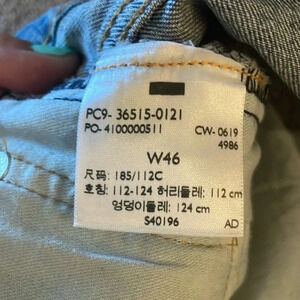 PC9- 36515-0121
PO- 4100000511 CW- 0619
4986
W46
尺码: 185/112C
호칭: 112-124 허리둘레: 112 cm
엉덩이둘레: 124 cm
S40196 AD